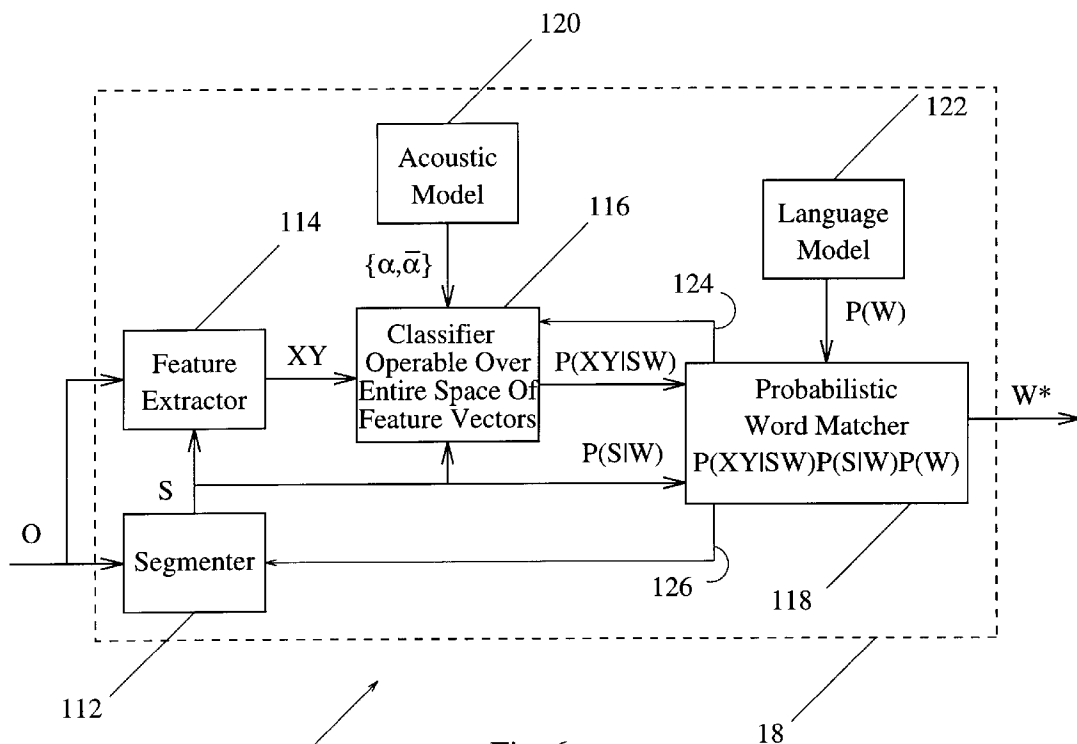 120
122
Acoustic
Model
Language
Model
114
116
{α,ᾱ}
124
P(W)
Feature
Extractor
XY
Classifier
Operable Over
Entire Space Of
Feature Vectors
P(XY|SW)
Probabilistic
Word Matcher
P(XY|SW)P(S|W)P(W)
W*
P(S|W)
S
O
Segmenter
126
118
112
18